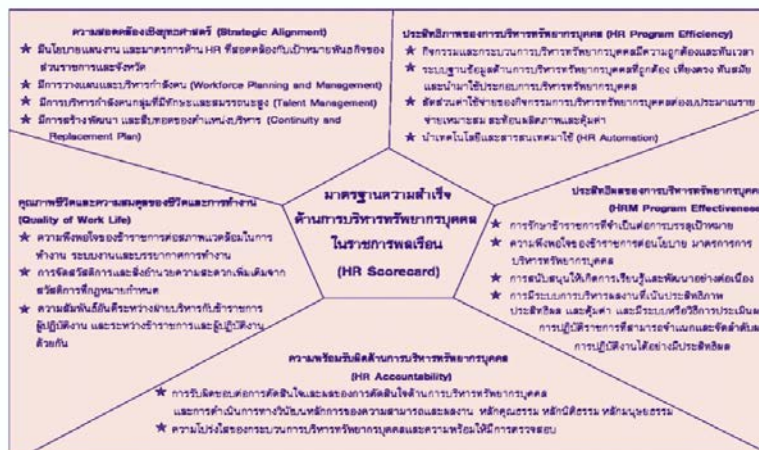 ความสอดคล้องเชิงยุทธศาสตร์ (Strategic Alignment)
★ มีนโยบายแผนงาน และมาตรการด้าน HR ที่สอดคล้องกับเป้าหมายพันธกิจของ
ส่วนราชการและจังหวัด
★ มีการวางแผนและบริหารกำลังคน (Workforce Planning and Management)
★ มีการบริหารกำลังคนกลุ่มที่มีทักษะและสมรรถนะสูง (Talent Management)
★ มีการสร้าง พัฒนา และสืบทอดของตำแหน่งบริหาร (Continuity and
Replacement Plan)
ประสิทธิภาพของการบริหารทรัพยากรบุคคล (HR Program Efficiency)
★ กิจกรรมและกระบวนการบริหารทรัพยากรบุคคลมีความถูกต้องและทันเวลา
★ ระบบฐานข้อมูลด้านการบริหารทรัพยากรบุคคลที่ถูกต้อง เที่ยงตรง ทันสมัย
และนำมาใช้ประกอบการบริหารทรัพยากรบุคคล
★ สัดส่วนค่าใช้จ่ายของกิจกรรมการบริหารทรัพยากรบุคคลต่องบประมาณราย
จ่ายเหมาะสม สะท้อนผลิตภาพและคุ้มค่า
★ นำเทคโนโลยีและสารสนเทศมาใช้ (HR Automation)
มาตรฐานความสำเร็จ
ด้านการบริหารทรัพยากรบุคคล
ในราชการพลเรือน
(HR Scorecard)
คุณภาพชีวิตและความสมดุลของชีวิตและการทำงาน
(Quality of Work Life)
★ ความพึงพอใจของข้าราชการต่อสภาพแวดล้อมในการ
ทำงาน ระบบงานและบรรยากาศการทำงาน
★ การจัดสวัสดิการและสิ่งอำนวยความสะดวกเพิ่มเติมจาก
สวัสดิการที่กฎหมายกำหนด
★ ความสัมพันธ์อันดีระหว่างฝ่ายบริหารกับข้าราชการ
ผู้ปฏิบัติงาน และระหว่างข้าราชการและผู้ปฏิบัติงาน
ด้วยกัน
ประสิทธิผลของการบริหารทรัพยากรบุคค
(HRM Program Effectivenes
★ การรักษาข้าราชการที่จำเป็นต่อการบรรลุเป้าหมาย
★ ความพึงพอใจของข้าราชการต่อนโยบาย มาตรการการ
บริหารทรัพยากรบุคคล
★ การสนับสนุนให้เกิดการเรียนรู้และพัฒนาอย่างต่อเนื่อง
★ การมีระบบการบริหารผลงานที่เน้นประสิทธิภาพ
ประสิทธิผล และคุ้มค่า และมีระบบหรือวิธีการประเมินผ
การปฏิบัติราชการที่สามารถจำแนกและจัดลำดับผ
การปฏิบัติงานได้อย่างมีประสิทธิผล
ความพร้อมรับผิดด้านการบริหารทรัพยากรบุคคล
(HR Accountability)
★ การรับผิดชอบต่อการตัดสินใจและผลของการตัดสินใจด้านการบริหารทรัพยากรบุคคล
และการดำเนินการทางวินัยบนหลักการของความสามารถและผลงาน หลักคุณธรรม หลักนิติธรรม หลักมนุษยธรรม
★ ความโปร่งใสของกระบวนการบริหารทรัพยากรบุคคลและความพร้อมให้มีการตรวจสอบ